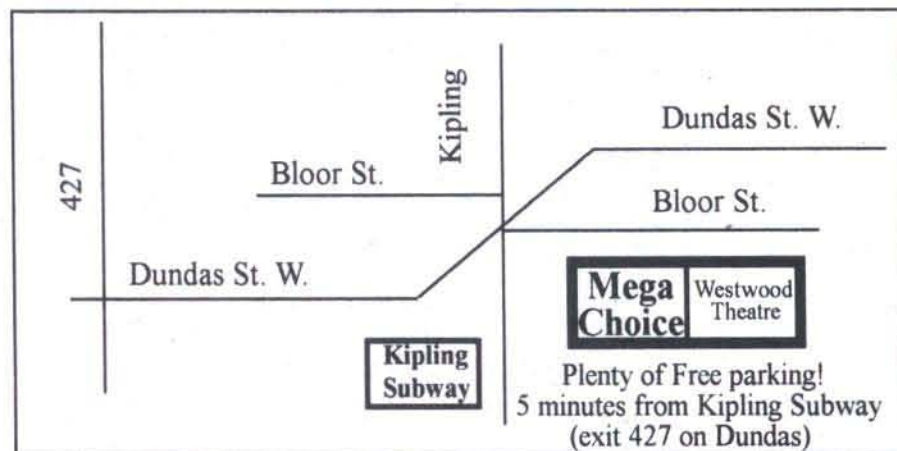 427
Kipling
Dundas St. W.
Bloor St.
Bloor St.
Dundas St. W.
Mega
Choice
Westwood
Theatre
Kipling
Subway
Plenty of Free parking!
5 minutes from Kipling Subway
(exit 427 on Dundas)